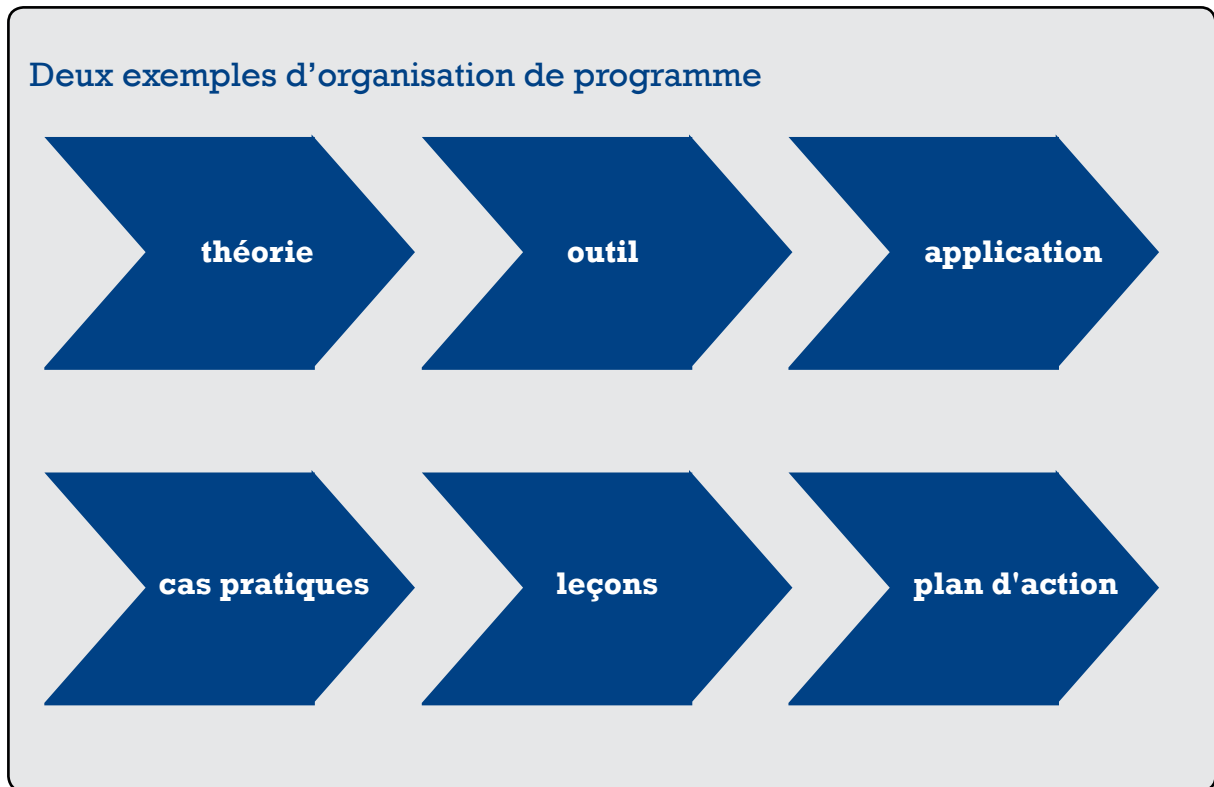 Deux exemples d’organisation de programme
théorie
outil
application
cas pratiques
leçons
plan d'action